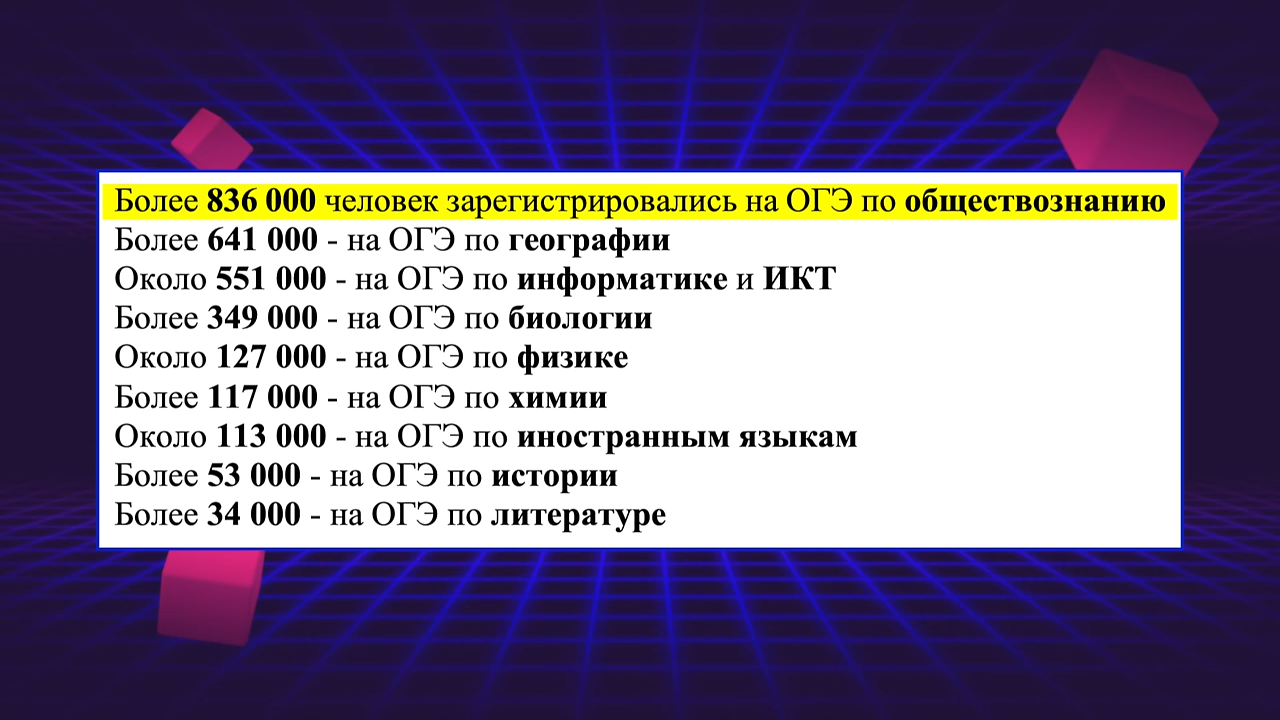 Более 836 000 человек зарегистрировались на ОГЭ по обществознанию
Более 641 000 - на ОГЭ по географии
Около 551 000 - на ОГЭ по информатике и ИКТ
Более 349 000 - на ОГЭ по биологии
Около 127 000 - на ОГЭ по физике
Более 117 000 - на ОГЭ по химии
Около 113 000 - на ОГЭ по иностранным языкам
Более 53 000 - на ОГЭ по истории
Более 34 000 - на ОГЭ по литературе